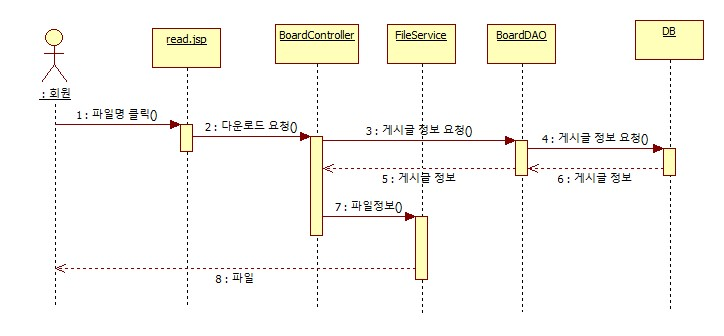 read.jsp
BoardController
FileService
BoardDAO
DB
: 회원
1 : 파일명 클릭()
2 : 다운로드 요청()
3 : 게시글 정보 요청()
4 : 게시글 정보 요청()
5 : 게시글 정보
6 : 게시글 정보
7 : 파일정보()
8 : 파일